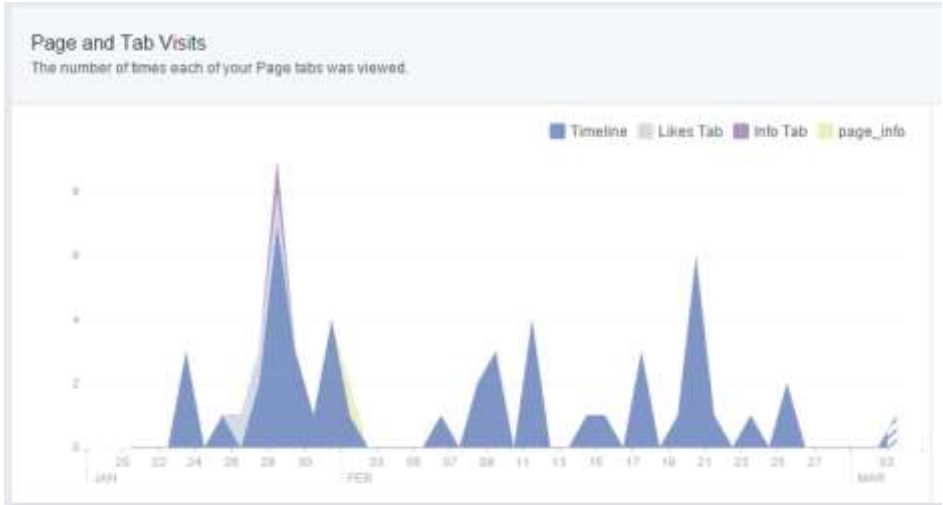 Page and Tab Visits
The number of times each of your Page tabs was viewed.
Timeline Likes Tab Info Tab page_info
8
6
4
2
0
20 22 24 26 28 30 03 05 07 09 11 13 15 17 19 21 23 25 27 03
JAN FEB MAR